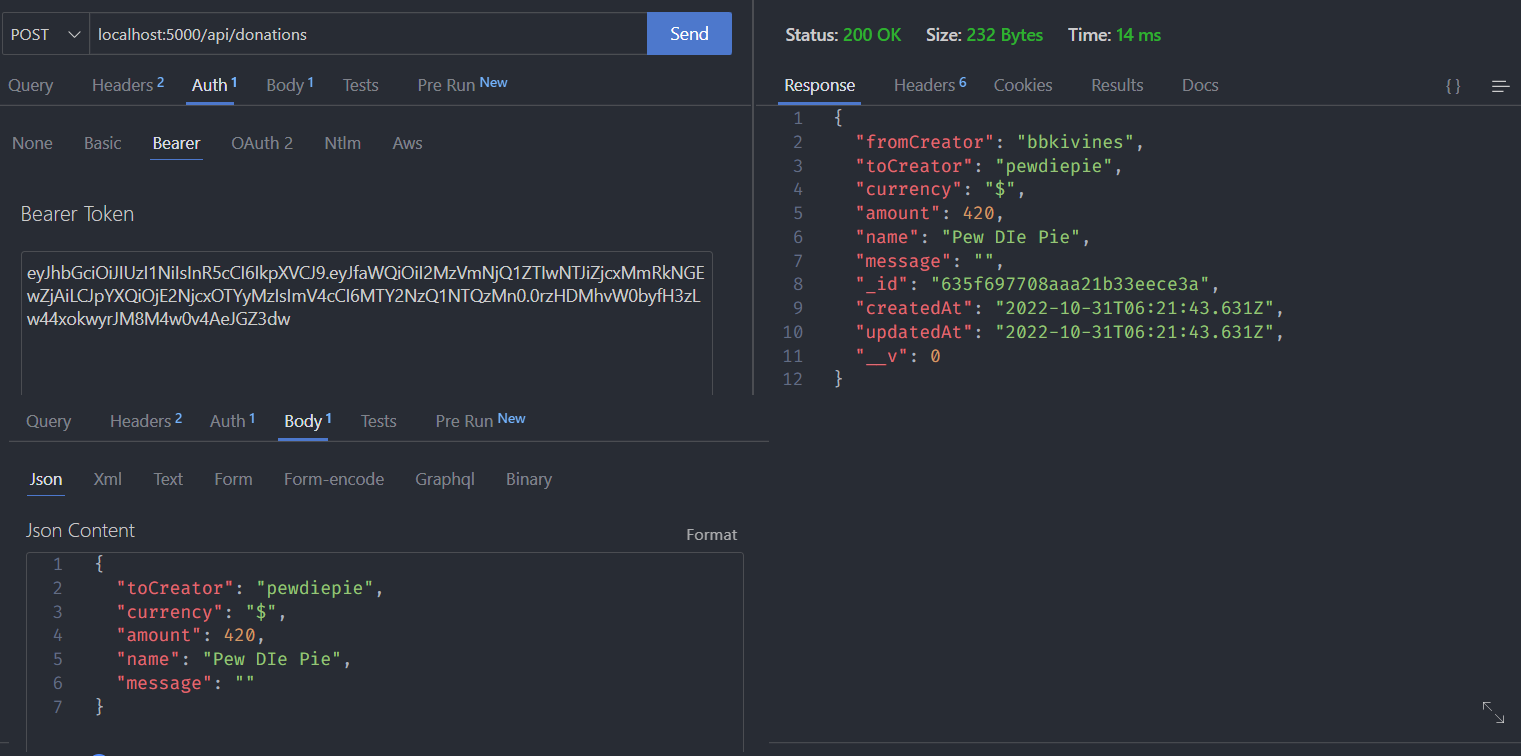 POST localhost:5000/api/donations Send
Query Headers 2 Auth 1 Body 1 Tests Pre Run New
None Basic Bearer OAuth 2 Ntlm Aws
Bearer Token
eyJhbGciOiJIUzI1NiIsInR5cCI6IkpXVCJ9.eyJfaWQiOiI2MzVmNjQ1ZTIwNTJiZjcxMmRkNGE
wZjAiLCJpYXQiOjE2NjcxOTYyMzIsImV4cCI6MTY2NzQ1NTQzMn0.0rzHDMhvW0byfH3zL
w44xokwyrJM8M4w0v4AeJGZ3dw
Query Headers 2 Auth 1 Body 1 Tests Pre Run New
Json Xml Text Form Form-encode Graphql Binary
Json Content Format
1 {
2 "toCreator": "pewdiepie",
3 "currency": "$",
4 "amount": 420,
5 "name": "Pew DIe Pie",
6 "message": ""
7 }
Status: 200 OK Size: 232 Bytes Time: 14 ms
Response Headers 6 Cookies Results Docs {}
1 {
2 "fromCreator": "bbkivines",
3 "toCreator": "pewdiepie",
4 "currency": "$",
5 "amount": 420,
6 "name": "Pew DIe Pie",
7 "message": "",
8 "_id": "635f697708aaa21b33eece3a",
9 "createdAt": "2022-10-31T06:21:43.631Z",
10 "updatedAt": "2022-10-31T06:21:43.631Z",
11 "__v": 0
12 }